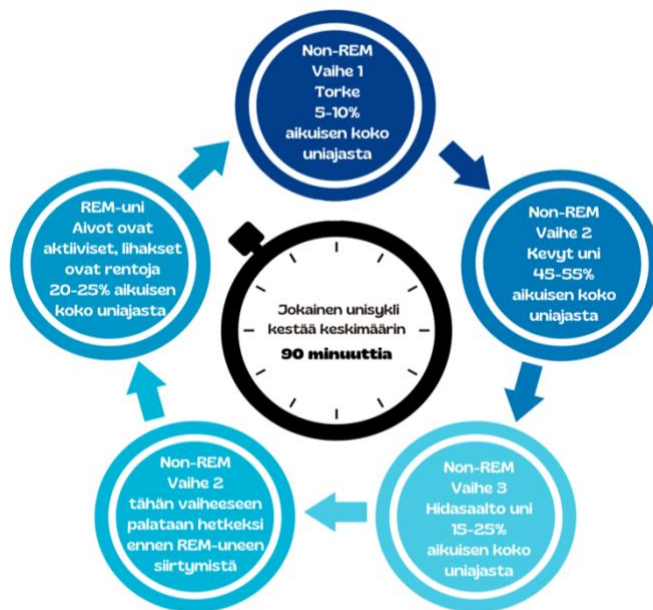 Non-REM
Vaihe 1
Torke
5-10%
aikuisen koko
uniajasta
Non-REM
Vaihe 2
Kevyt uni
45-55%
aikuisen koko
uniajasta
Non-REM
Vaihe 3
Hidasaalto uni
15-25%
aikuisen koko
uniajasta
Non-REM
Vaihe 2
tähän vaiheeseen
palataan hetkeksi
ennen REM-uneen
siirtymistä
REM-uni
Aivot ovat
aktiiviset, lihakset
ovat rentoja
20-25% aikuisen
koko uniajasta
Jokainen unisykli
kestää keskimäärin
90 minuuttia